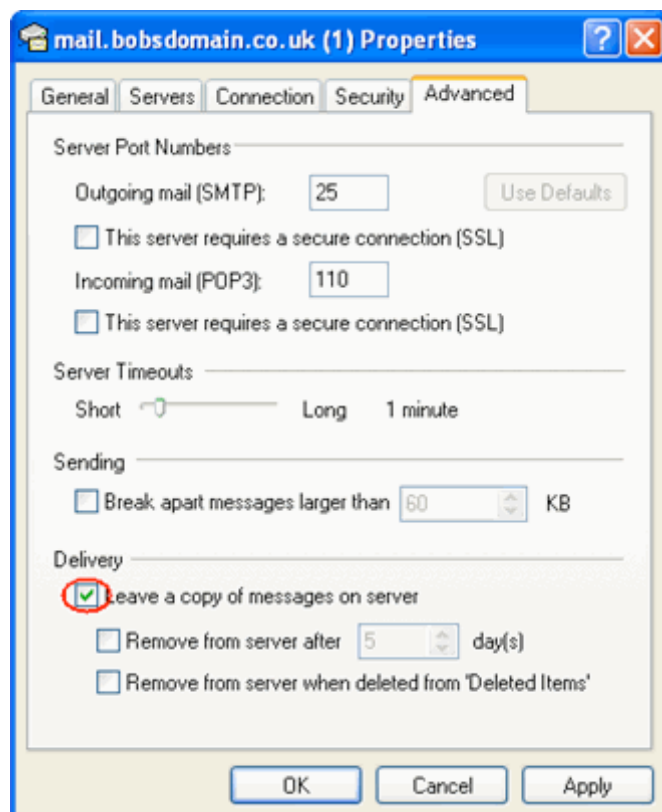 mail.bobsdomain.co.uk (1) Properties
General Servers Connection Security Advanced
Server Port Numbers
Outgoing mail (SMTP): 25 Use Defaults
This server requires a secure connection (SSL)
Incoming mail (POP3): 110
This server requires a secure connection (SSL)
Server Timeouts
Short Long 1 minute
Sending
Break apart messages larger than 60 KB
Delivery
Leave a copy of messages on server
Remove from server after 5 day(s)
Remove from server when deleted from 'Deleted Items'
OK Cancel Apply